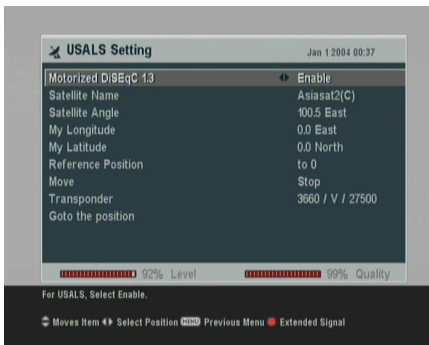 USALS Setting Jan 1 2004 00:37
Motorized DiSEqC 1.3 Enable
Satellite Name Asiasat2(C)
Satellite Angle 100.5 East
My Longitude 0.0 East
My Latitude 0.0 North
Reference Position to 0
Move Stop
Transponder 3660 / V / 27500
Goto the position
92% Level 99% Quality
For USALS, Select Enable.
Moves Item Select Position MENU Previous Menu Extended Signal